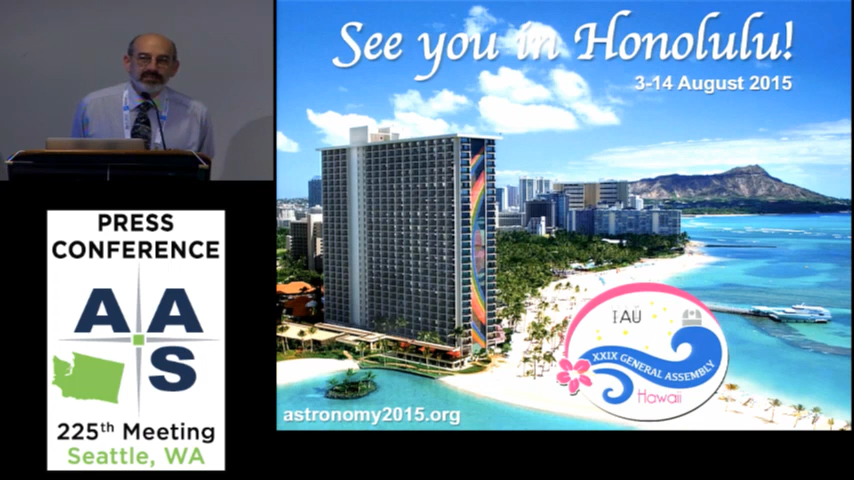 See you in Honolulu!
3-14 August 2015
PRESS
CONFERENCE
AAS
225th Meeting
Seattle, WA
IAU
XXIX GENERAL ASSEMBLY
Hawaii
astronomy2015.org